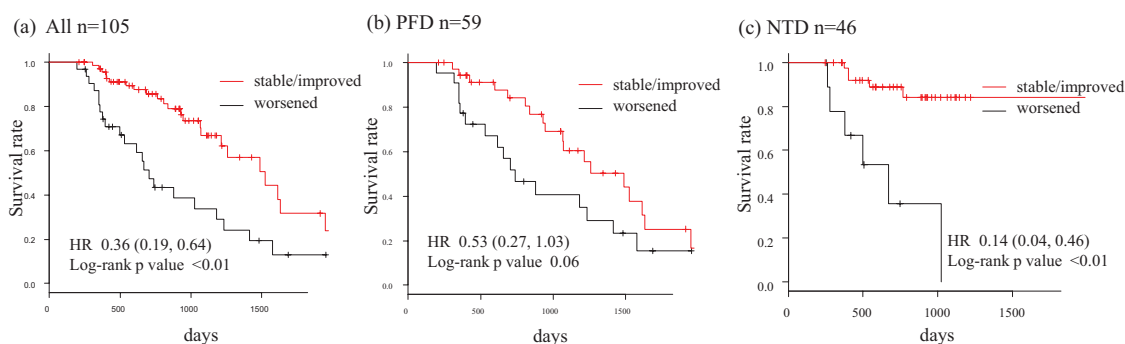 (a) All n=105
1.0
0.8
0.6
0.4
0.2
0.0
Survival rate
stable/improved
worsened
HR 0.36 (0.19, 0.64)
Log-rank p value <0.01
0 500 1000 1500
days
(b) PFD n=59
1.0
0.8
0.6
0.4
0.2
0.0
Survival rate
stable/improved
worsened
HR 0.53 (0.27, 1.03)
Log-rank p value 0.06
0 500 1000 1500
days
(c) NTD n=46
1.0
0.8
0.6
0.4
0.2
0.0
Survival rate
stable/improved
worsened
HR 0.14 (0.04, 0.46)
Log-rank p value <0.01
0 500 1000 1500
days